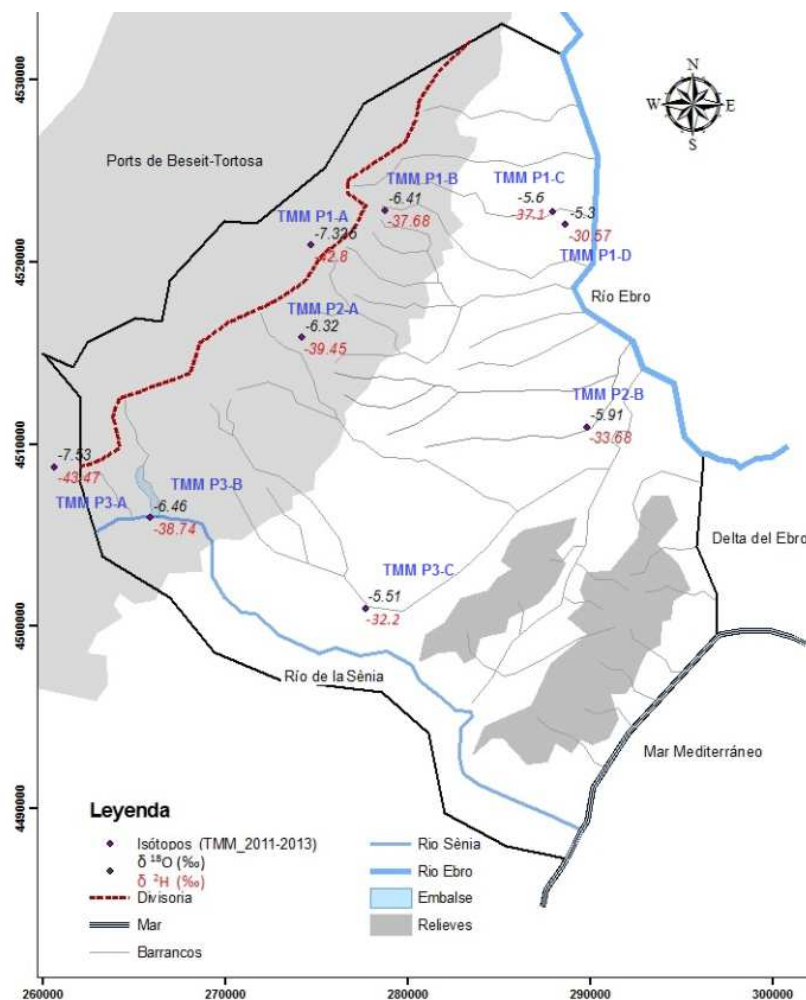 N
W E
S
4530000
4520000
4510000
4500000
4490000
Ports de Beseit-Tortosa
TMM P1-B
-6.41
-37.68
TMM P1-C
-5.6
-37.1
-5.3
-30.57
TMM P1-D
TMM P1-A
-7.326
-42.8
Río Ebro
TMM P2-A
-6.32
-39.45
TMM P2-B
-5.91
-33.68
-7.53
-43.47
TMM P3-A
TMM P3-B
-6.46
-38.74
Delta del Ebro
TMM P3-C
-5.51
-32.2
Río de la Sènia
Mar Mediterráneo
Leyenda
Isótopos (TMM_2011-2013)
δ ¹⁸O (‰)
δ ²H (‰)
Divisoria
Mar
Barrancos
Rio Sènia
Rio Ebro
Embalse
Relieves
260000 270000 280000 290000 300000